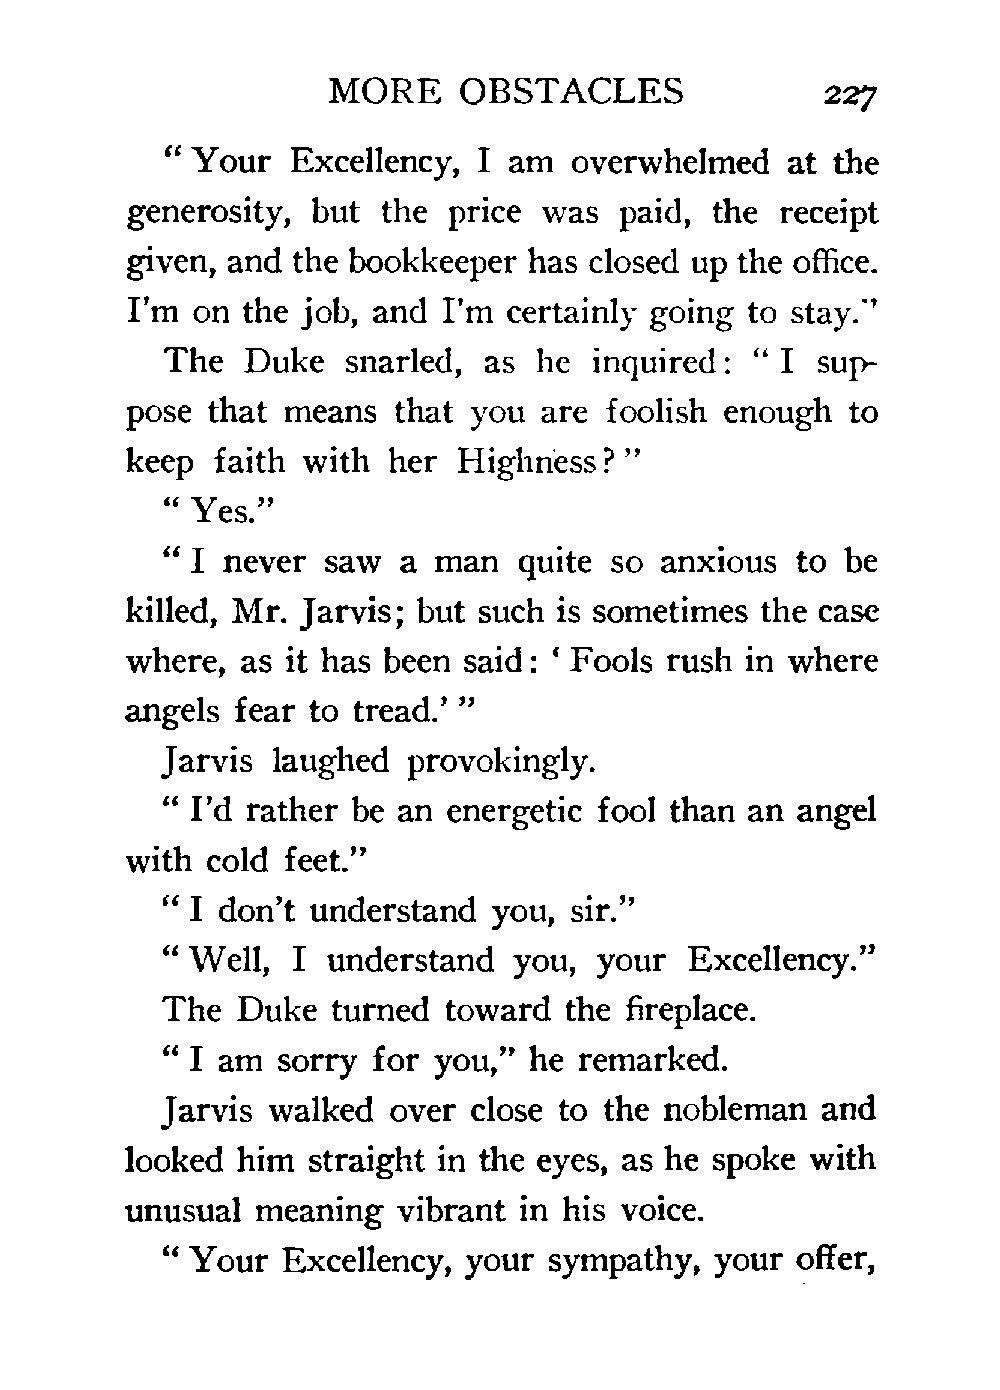 MORE OBSTACLES 227
“ Your Excellency, I am overwhelmed at the
generosity, but the price was paid, the receipt
given, and the bookkeeper has closed up the office.
I’m on the job, and I’m certainly going to stay.”
The Duke snarled, as he inquired : “ I sup-
pose that means that you are foolish enough to
keep faith with her Highness ? ”
“ Yes.”
“ I never saw a man quite so anxious to be
killed, Mr. Jarvis; but such is sometimes the case
where, as it has been said : ‘ Fools rush in where
angels fear to tread.’ ”
Jarvis laughed provokingly.
“ I’d rather be an energetic fool than an angel
with cold feet.”
“ I don’t understand you, sir.”
“ Well, I understand you, your Excellency.”
The Duke turned toward the fireplace.
“ I am sorry for you,” he remarked.
Jarvis walked over close to the nobleman and
looked him straight in the eyes, as he spoke with
unusual meaning vibrant in his voice.
“ Your Excellency, your sympathy, your offer,